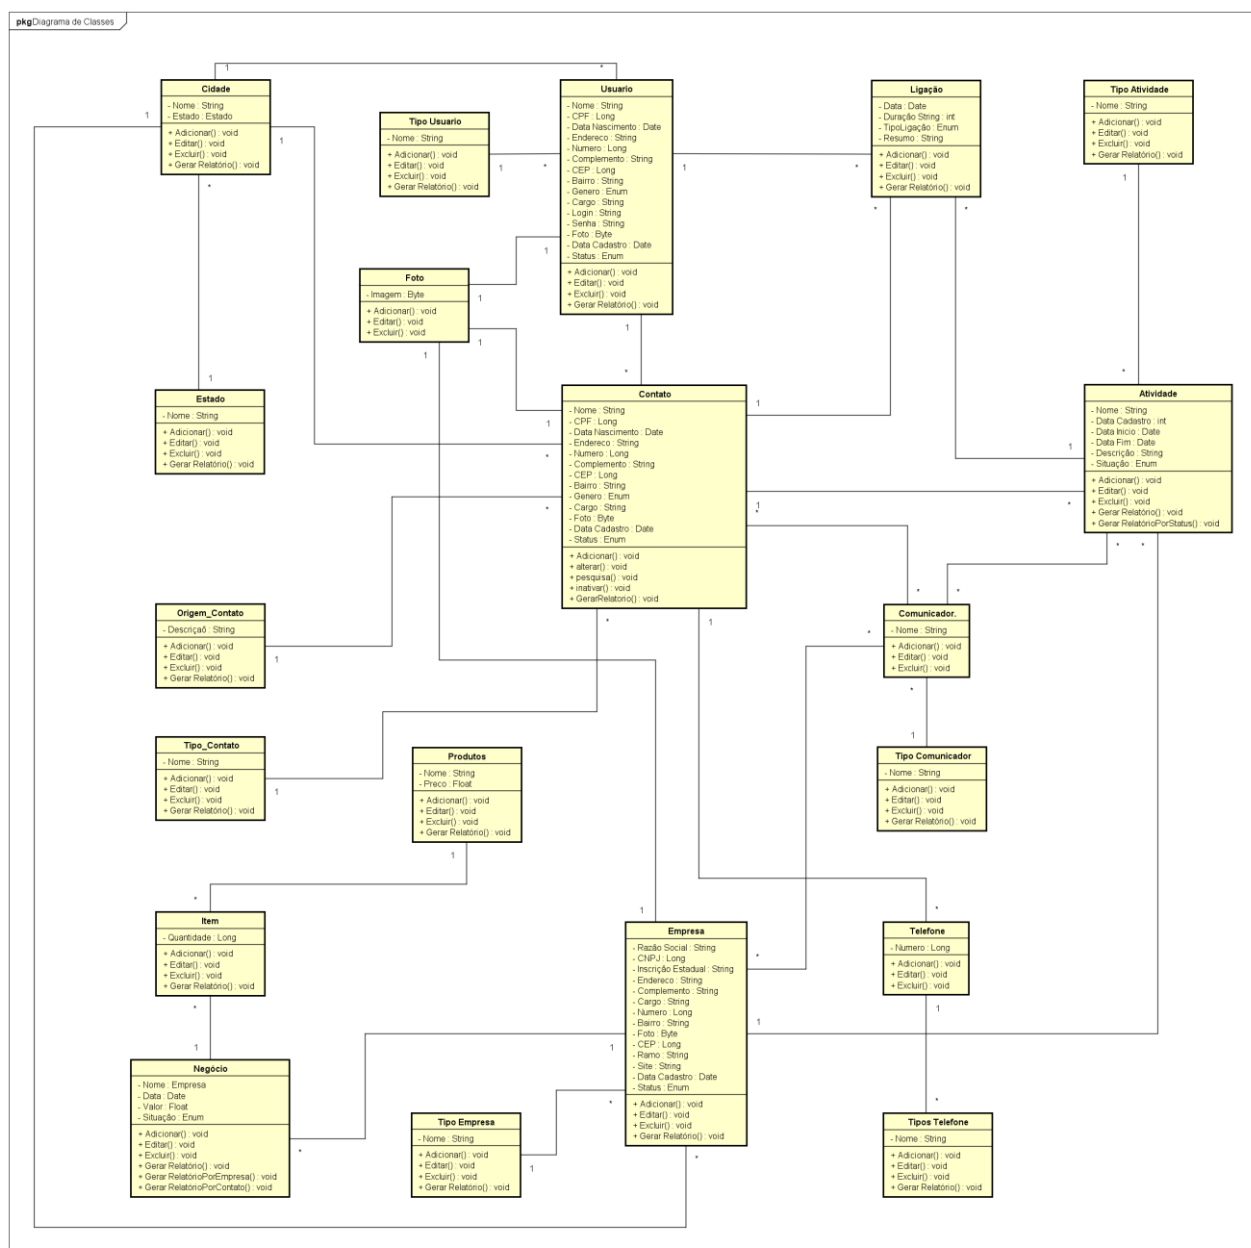 pkg Diagrama de Classes
Cidade
- Nome : String
- Estado : Estado
+ Adicionar() : void
+ Editar() : void
+ Excluir() : void
+ Gerar Relatório() : void
Tipo Usuario
- Nome : String
+ Adicionar() : void
+ Editar() : void
+ Excluir() : void
+ Gerar Relatório() : void
Usuario
- Nome : String
- CPF : Long
- Data Nascimento : Date
- Endereco : String
- Numero : Long
- Complemento : String
- CEP : Long
- Bairro : String
- Genero : Enum
- Cargo : String
- Login : String
- Senha : String
- Foto : Byte
- Data Cadastro : Date
- Status : Enum
+ Adicionar() : void
+ Editar() : void
+ Excluir() : void
+ Gerar Relatório() : void
Ligação
- Data : Date
- Duração String : int
- TipoLigação : Enum
- Resumo : String
+ Adicionar() : void
+ Editar() : void
+ Excluir() : void
+ Gerar Relatório() : void
Tipo Atividade
- Nome : String
+ Adicionar() : void
+ Editar() : void
+ Excluir() : void
+ Gerar Relatório() : void
Foto
- Imagem : Byte
+ Adicionar() : void
+ Editar() : void
+ Excluir() : void
Estado
- Nome : String
+ Adicionar() : void
+ Editar() : void
+ Excluir() : void
+ Gerar Relatório() : void
Contato
- Nome : String
- CPF : Long
- Data Nascimento : Date
- Endereco : String
- Numero : Long
- Complemento : String
- CEP : Long
- Bairro : String
- Genero : Enum
- Cargo : String
- Foto : Byte
- Data Cadastro : Date
- Status : Enum
+ Adicionar() : void
+ alterar() : void
+ pesquisa() : void
+ inativar() : void
+ GerarRelatorio() : void
Atividade
- Nome : String
- Data Cadastro : int
- Data Inicio : Date
- Data Fim : Date
- Descrição : String
- Situação : Enum
+ Adicionar() : void
+ Editar() : void
+ Excluir() : void
+ Gerar Relatório() : void
+ Gerar RelatórioPorStatus() : void
Origem_Contato
- Descriçaõ : String
+ Adicionar() : void
+ Editar() : void
+ Excluir() : void
+ Gerar Relatório() : void
Comunicador.
- Nome : String
+ Adicionar() : void
+ Editar() : void
+ Excluir() : void
Tipo_Contato
- Nome : String
+ Adicionar() : void
+ Editar() : void
+ Excluir() : void
+ Gerar Relatório() : void
Produtos
- Nome : String
- Preco : Float
+ Adicionar() : void
+ Editar() : void
+ Excluir() : void
+ Gerar Relatório() : void
Tipo Comunicador
- Nome : String
+ Adicionar() : void
+ Editar() : void
+ Excluir() : void
+ Gerar Relatório() : void
Item
- Quantidade : Long
+ Adicionar() : void
+ Editar() : void
+ Excluir() : void
+ Gerar Relatório() : void
Empresa
- Razão Social : String
- CNPJ : Long
- Inscrição Estadual : String
- Endereco : String
- Complemento : String
- Cargo : String
- Numero : Long
- Bairro : String
- Foto : Byte
- CEP : Long
- Ramo : String
- Site : String
- Data Cadastro : Date
- Status : Enum
+ Adicionar() : void
+ Editar() : void
+ Excluir() : void
+ Gerar Relatório() : void
Telefone
- Numero : Long
+ Adicionar() : void
+ Editar() : void
+ Excluir() : void
Negócio
- Nome : Empresa
- Data : Date
- Valor : Float
- Situação : Enum
+ Adicionar() : void
+ Editar() : void
+ Excluir() : void
+ Gerar Relatório() : void
+ Gerar RelatórioPorEmpresa() : void
+ Gerar RelatórioPorContato() : void
Tipo Empresa
- Nome : String
+ Adicionar() : void
+ Editar() : void
+ Excluir() : void
+ Gerar Relatório() : void
Tipos Telefone
- Nome : String
+ Adicionar() : void
+ Editar() : void
+ Excluir() : void
+ Gerar Relatório() : void